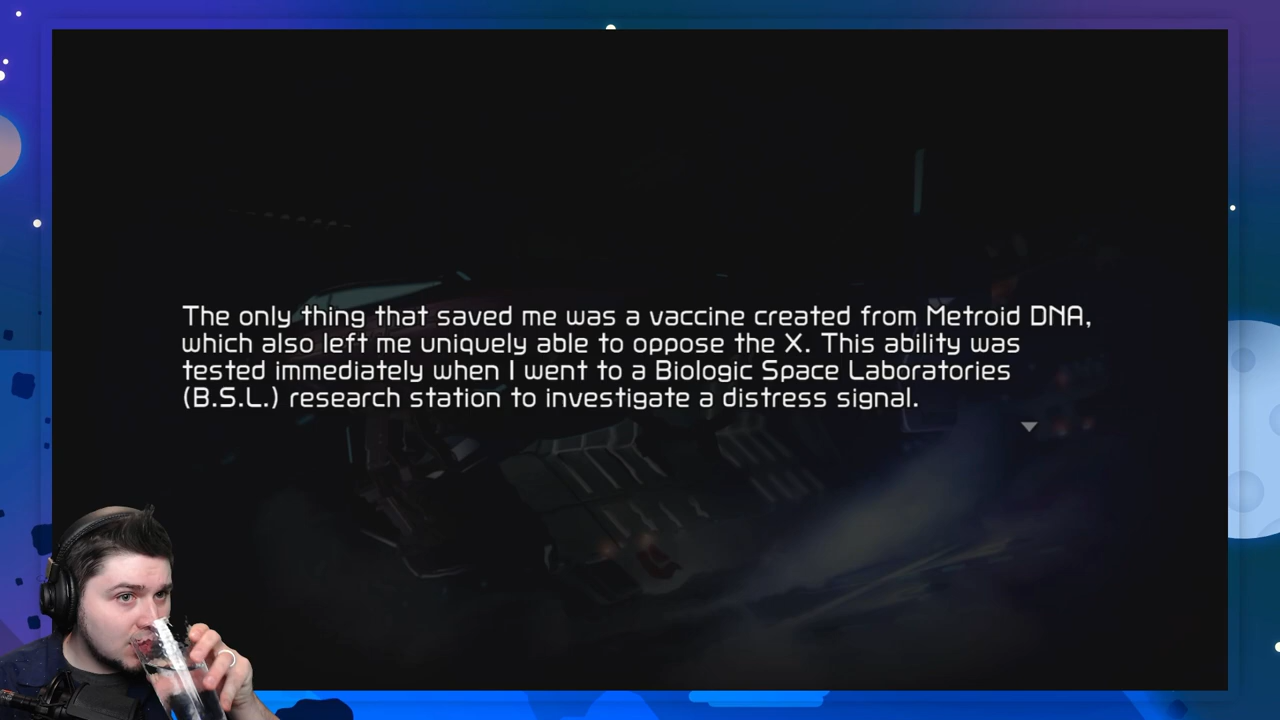 The only thing that saved me was a vaccine created from Metroid DNA,
which also left me uniquely able to oppose the X. This ability was
tested immediately when I went to a Biologic Space Laboratories
(B.S.L.) research station to investigate a distress signal.